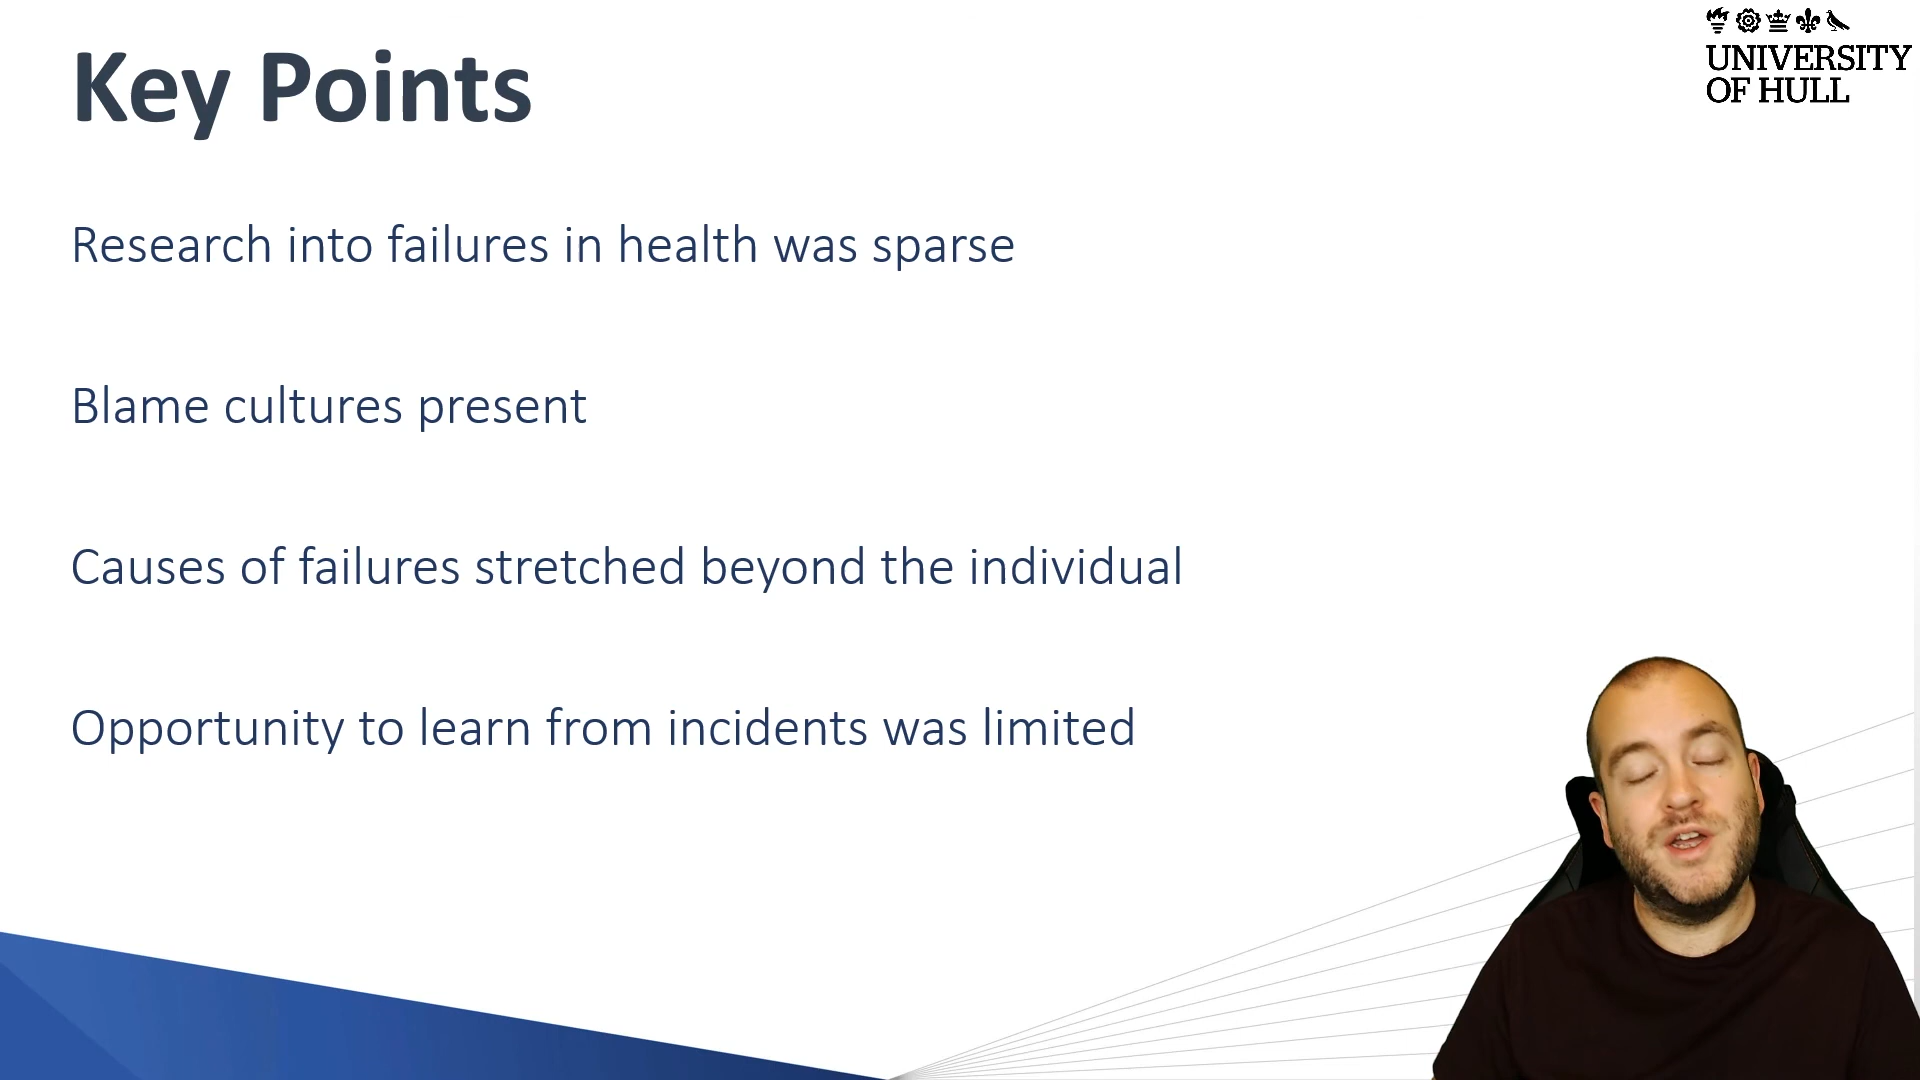 Key Points
UNIVERSITY
OF HULL
Research into failures in health was sparse
Blame cultures present
Causes of failures stretched beyond the individual
Opportunity to learn from incidents was limited